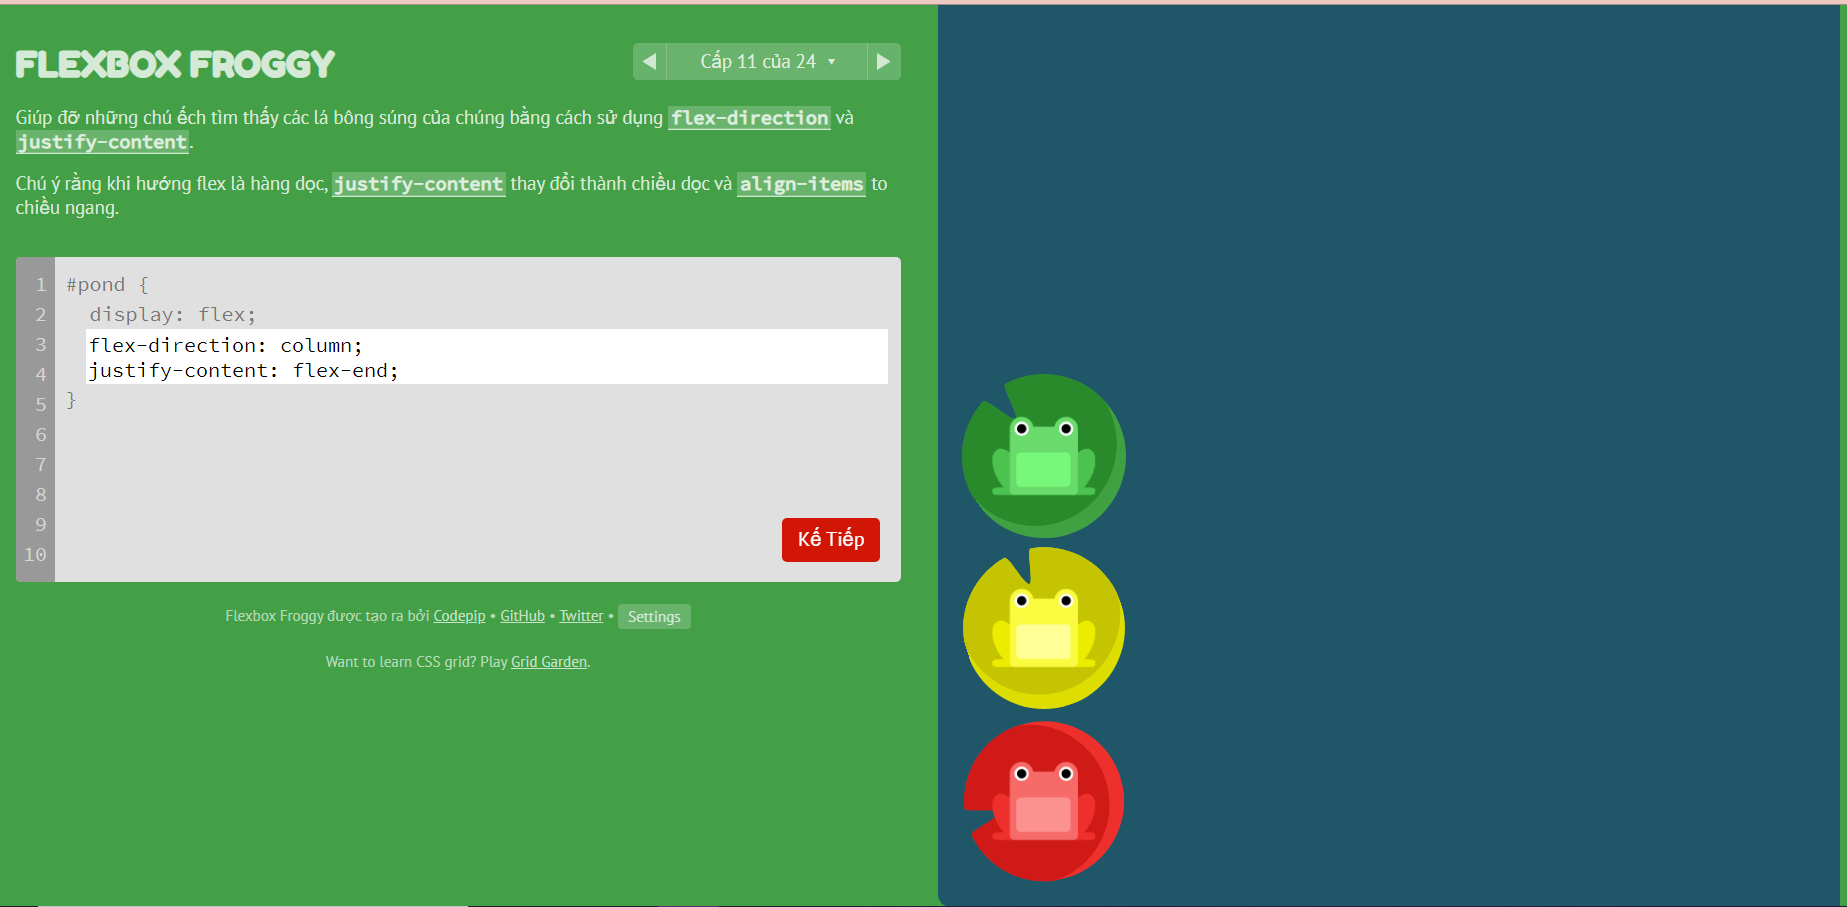 FLEXBOX FROGGY
◀ Cấp 11 của 24 ▼ ▶
Giúp đỡ những chú ếch tìm thấy các lá bông súng của chúng bằng cách sử dụng flex-direction và
justify-content.
Chú ý rằng khi hướng flex là hàng dọc, justify-content thay đổi thành chiều dọc và align-items to
chiều ngang.
1 #pond {
2 display: flex;
3 flex-direction: column;
4 justify-content: flex-end;
5 }
6
7
8
9
10
Kế Tiếp
Flexbox Froggy được tạo ra bởi Codepip • GitHub • Twitter • Settings
Want to learn CSS grid? Play Grid Garden.